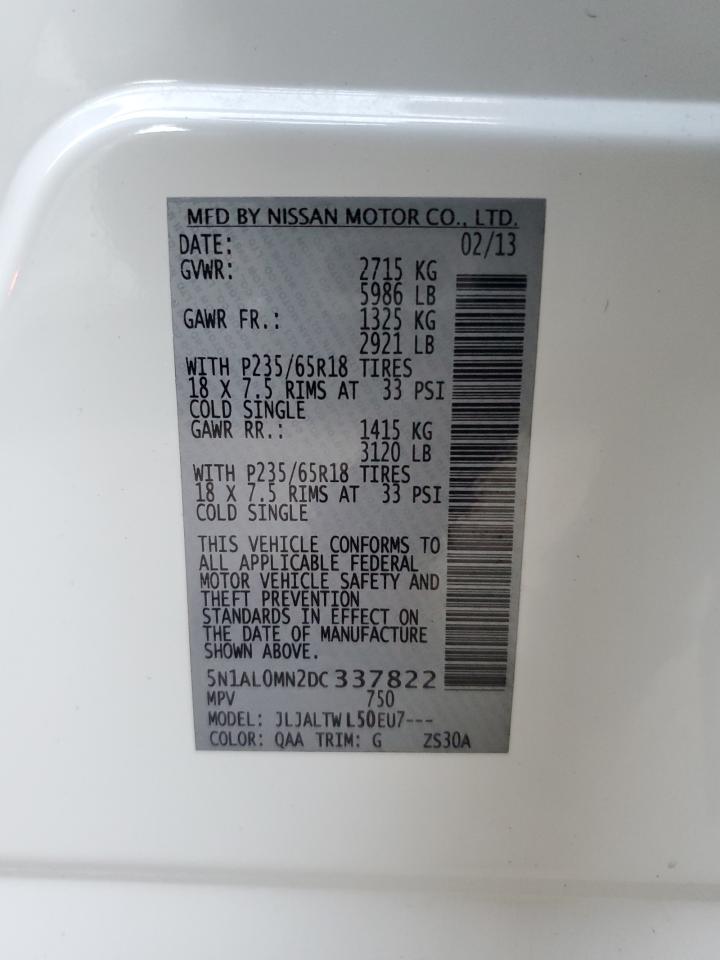 MFD BY NISSAN MOTOR CO., LTD.
DATE: 02/13
GVWR: 2715 KG
5986 LB
GAWR FR.: 1325 KG
2921 LB
WITH P235/65R18 TIRES
18 X 7.5 RIMS AT 33 PSI
COLD SINGLE
GAWR RR.: 1415 KG
3120 LB
WITH P235/65R18 TIRES
18 X 7.5 RIMS AT 33 PSI
COLD SINGLE
THIS VEHICLE CONFORMS TO
ALL APPLICABLE FEDERAL
MOTOR VEHICLE SAFETY AND
THEFT PREVENTION
STANDARDS IN EFFECT ON
THE DATE OF MANUFACTURE
SHOWN ABOVE.
5N1AL0MN2DC337822
MPV 750
MODEL: JLJALTWL50EU7---
COLOR: QAA TRIM: G ZS30A